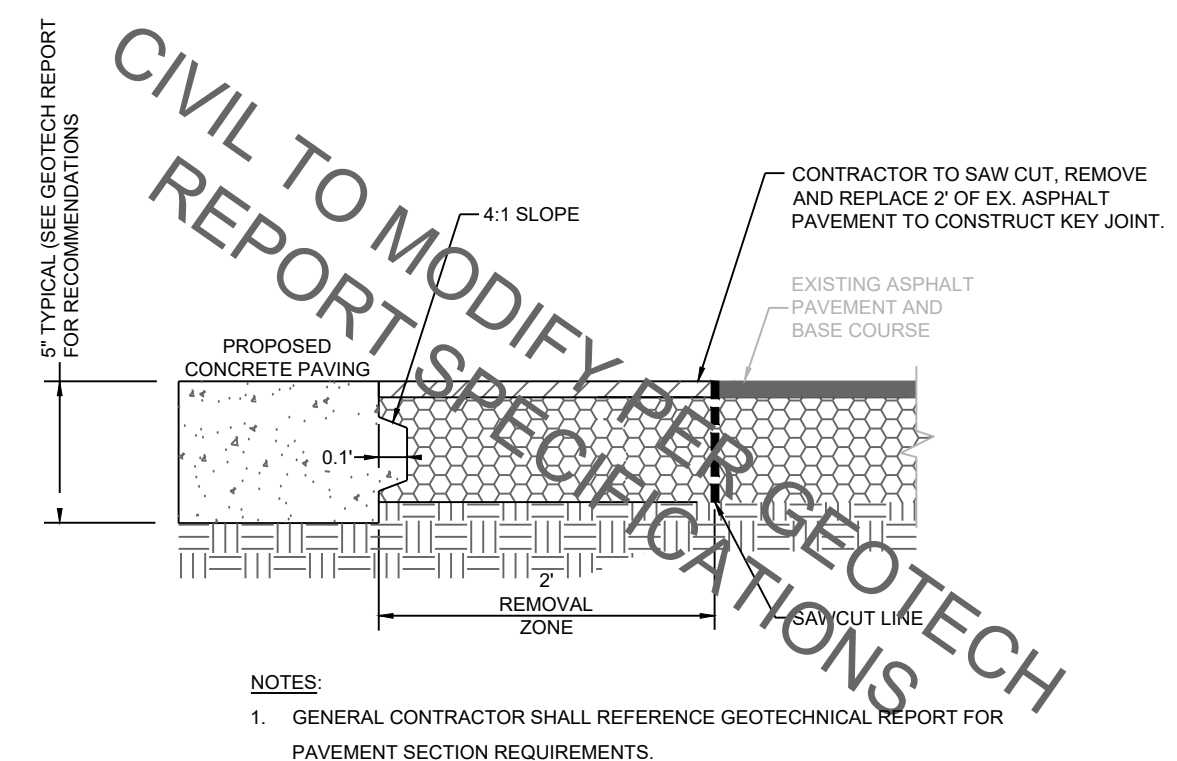 CIVIL TO MODIFY PER GEOTECH
REPORT SPECIFICATIONS
5" TYPICAL (SEE GEOTECH REPORT
FOR RECOMMENDATIONS
4:1 SLOPE
CONTRACTOR TO SAW CUT, REMOVE
AND REPLACE 2' OF EX. ASPHALT
PAVEMENT TO CONSTRUCT KEY JOINT.
EXISTING ASPHALT
PAVEMENT AND
BASE COURSE
PROPOSED
CONCRETE PAVING
0.1'
2'
REMOVAL
ZONE
SAWCUT LINE
NOTES:
1. GENERAL CONTRACTOR SHALL REFERENCE GEOTECHNICAL REPORT FOR
PAVEMENT SECTION REQUIREMENTS.